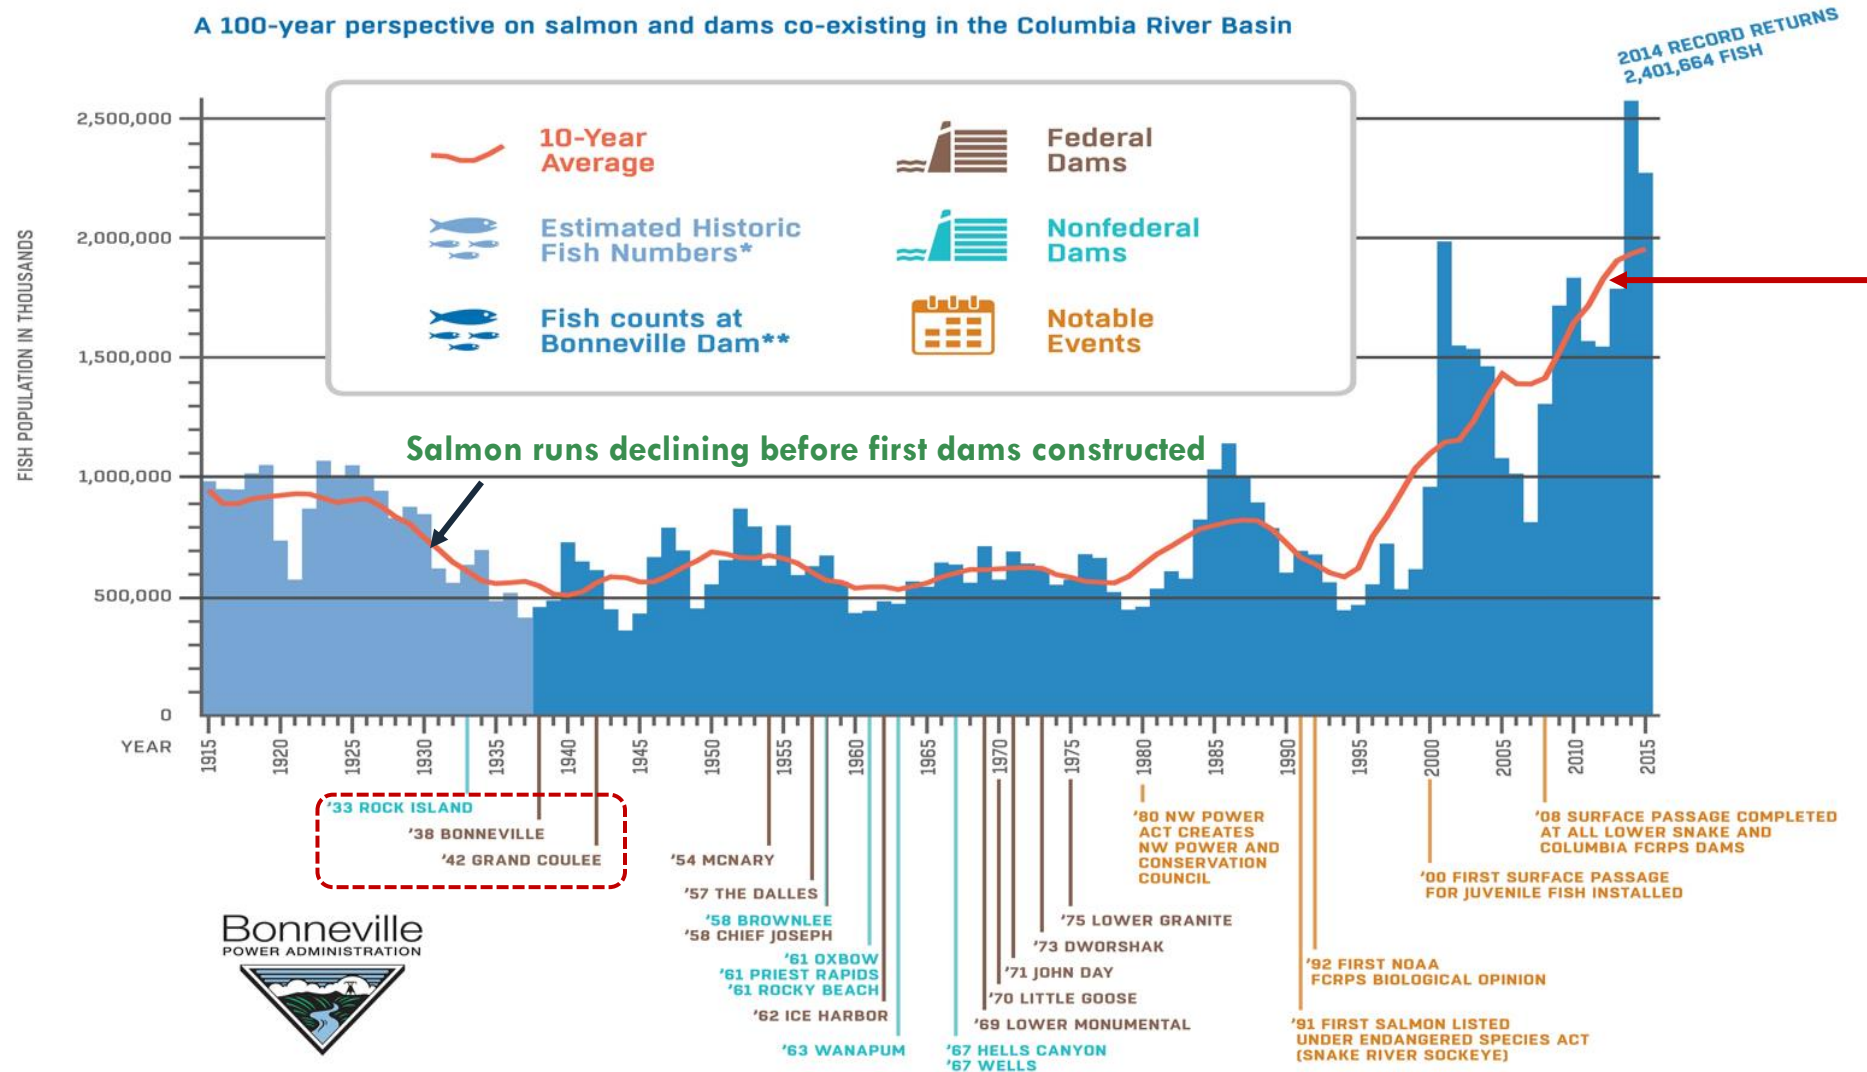 A 100-year perspective on salmon and dams co-existing in the Columbia River Basin
2014 RECORD RETURNS
2,401,664 FISH
10-Year
Average
Estimated Historic
Fish Numbers*
Fish counts at
Bonneville Dam**
Federal
Dams
Nonfederal
Dams
Notable
Events
FISH POPULATION IN THOUSANDS
2,500,000
2,000,000
1,500,000
1,000,000
500,000
0
Salmon runs declining before first dams constructed
YEAR
1915
1920
1925
1930
1935
1940
1945
1950
1955
1960
1965
1970
1975
1980
1985
1990
1995
2000
2005
2010
2015
'33 ROCK ISLAND
'38 BONNEVILLE
'42 GRAND COULEE
'54 MCNARY
'57 THE DALLES
'58 BROWNLEE
'58 CHIEF JOSEPH
'61 OXBOW
'61 PRIEST RAPIDS
'61 ROCKY BEACH
'62 ICE HARBOR
'63 WANAPUM
'67 HELLS CANYON
'67 WELLS
'69 LOWER MONUMENTAL
'70 LITTLE GOOSE
'71 JOHN DAY
'73 DWORSHAK
'75 LOWER GRANITE
'80 NW POWER
ACT CREATES
NW POWER AND
CONSERVATION
COUNCIL
'91 FIRST SALMON LISTED
UNDER ENDANGERED SPECIES ACT
(SNAKE RIVER SOCKEYE)
'92 FIRST NOAA
FCRPS BIOLOGICAL OPINION
'00 FIRST SURFACE PASSAGE
FOR JUVENILE FISH INSTALLED
'08 SURFACE PASSAGE COMPLETED
AT ALL LOWER SNAKE AND
COLUMBIA FCRPS DAMS
Bonneville
POWER ADMINISTRATION